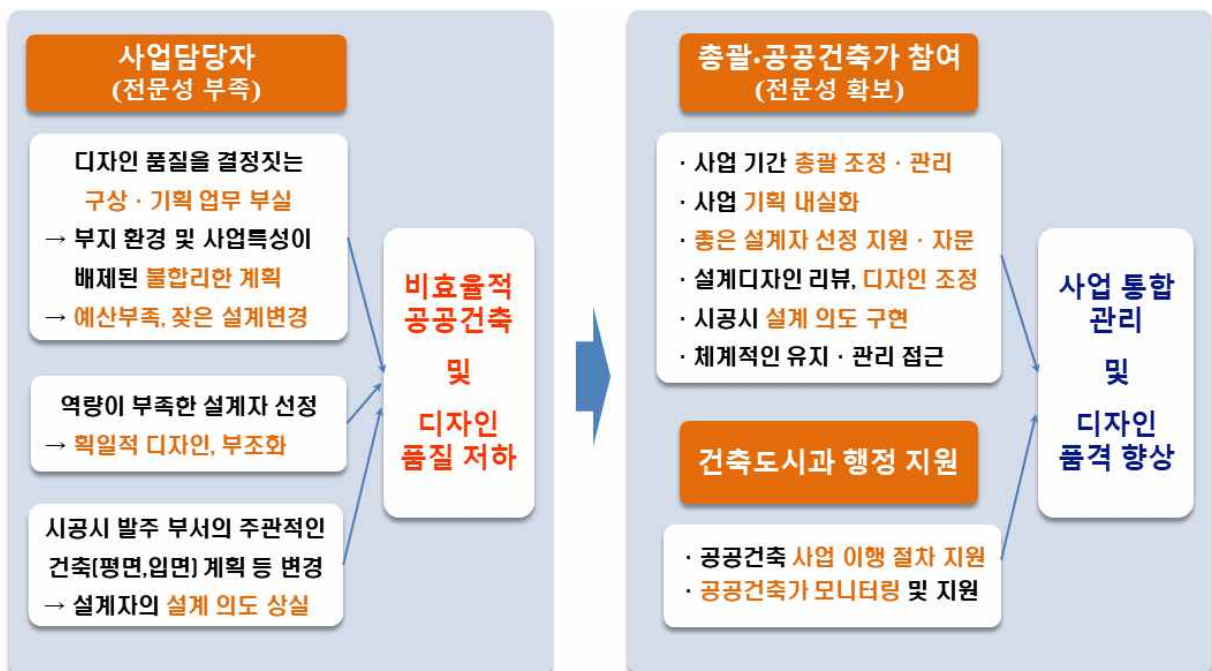 사업담당자
(전문성 부족)
디자인 품질을 결정짓는
구상 · 기획 업무 부실
→ 부지 환경 및 사업특성이
배제된 불합리한 계획
→ 예산부족, 잦은 설계변경
역량이 부족한 설계자 선정
→ 획일적 디자인, 부조화
시공시 발주 부서의 주관적인
건축(평면,입면) 계획 등 변경
→ 설계자의 설계 의도 상실
비효율적
공공건축
및
디자인
품질 저하
총괄·공공건축가 참여
(전문성 확보)
· 사업 기간 총괄 조정 · 관리
· 사업 기획 내실화
· 좋은 설계자 선정 지원 · 자문
· 설계디자인 리뷰, 디자인 조정
· 시공시 설계 의도 구현
· 체계적인 유지 · 관리 접근
건축도시과 행정 지원
· 공공건축 사업 이행 절차 지원
· 공공건축가 모니터링 및 지원
사업 통합
관리
및
디자인
품격 향상